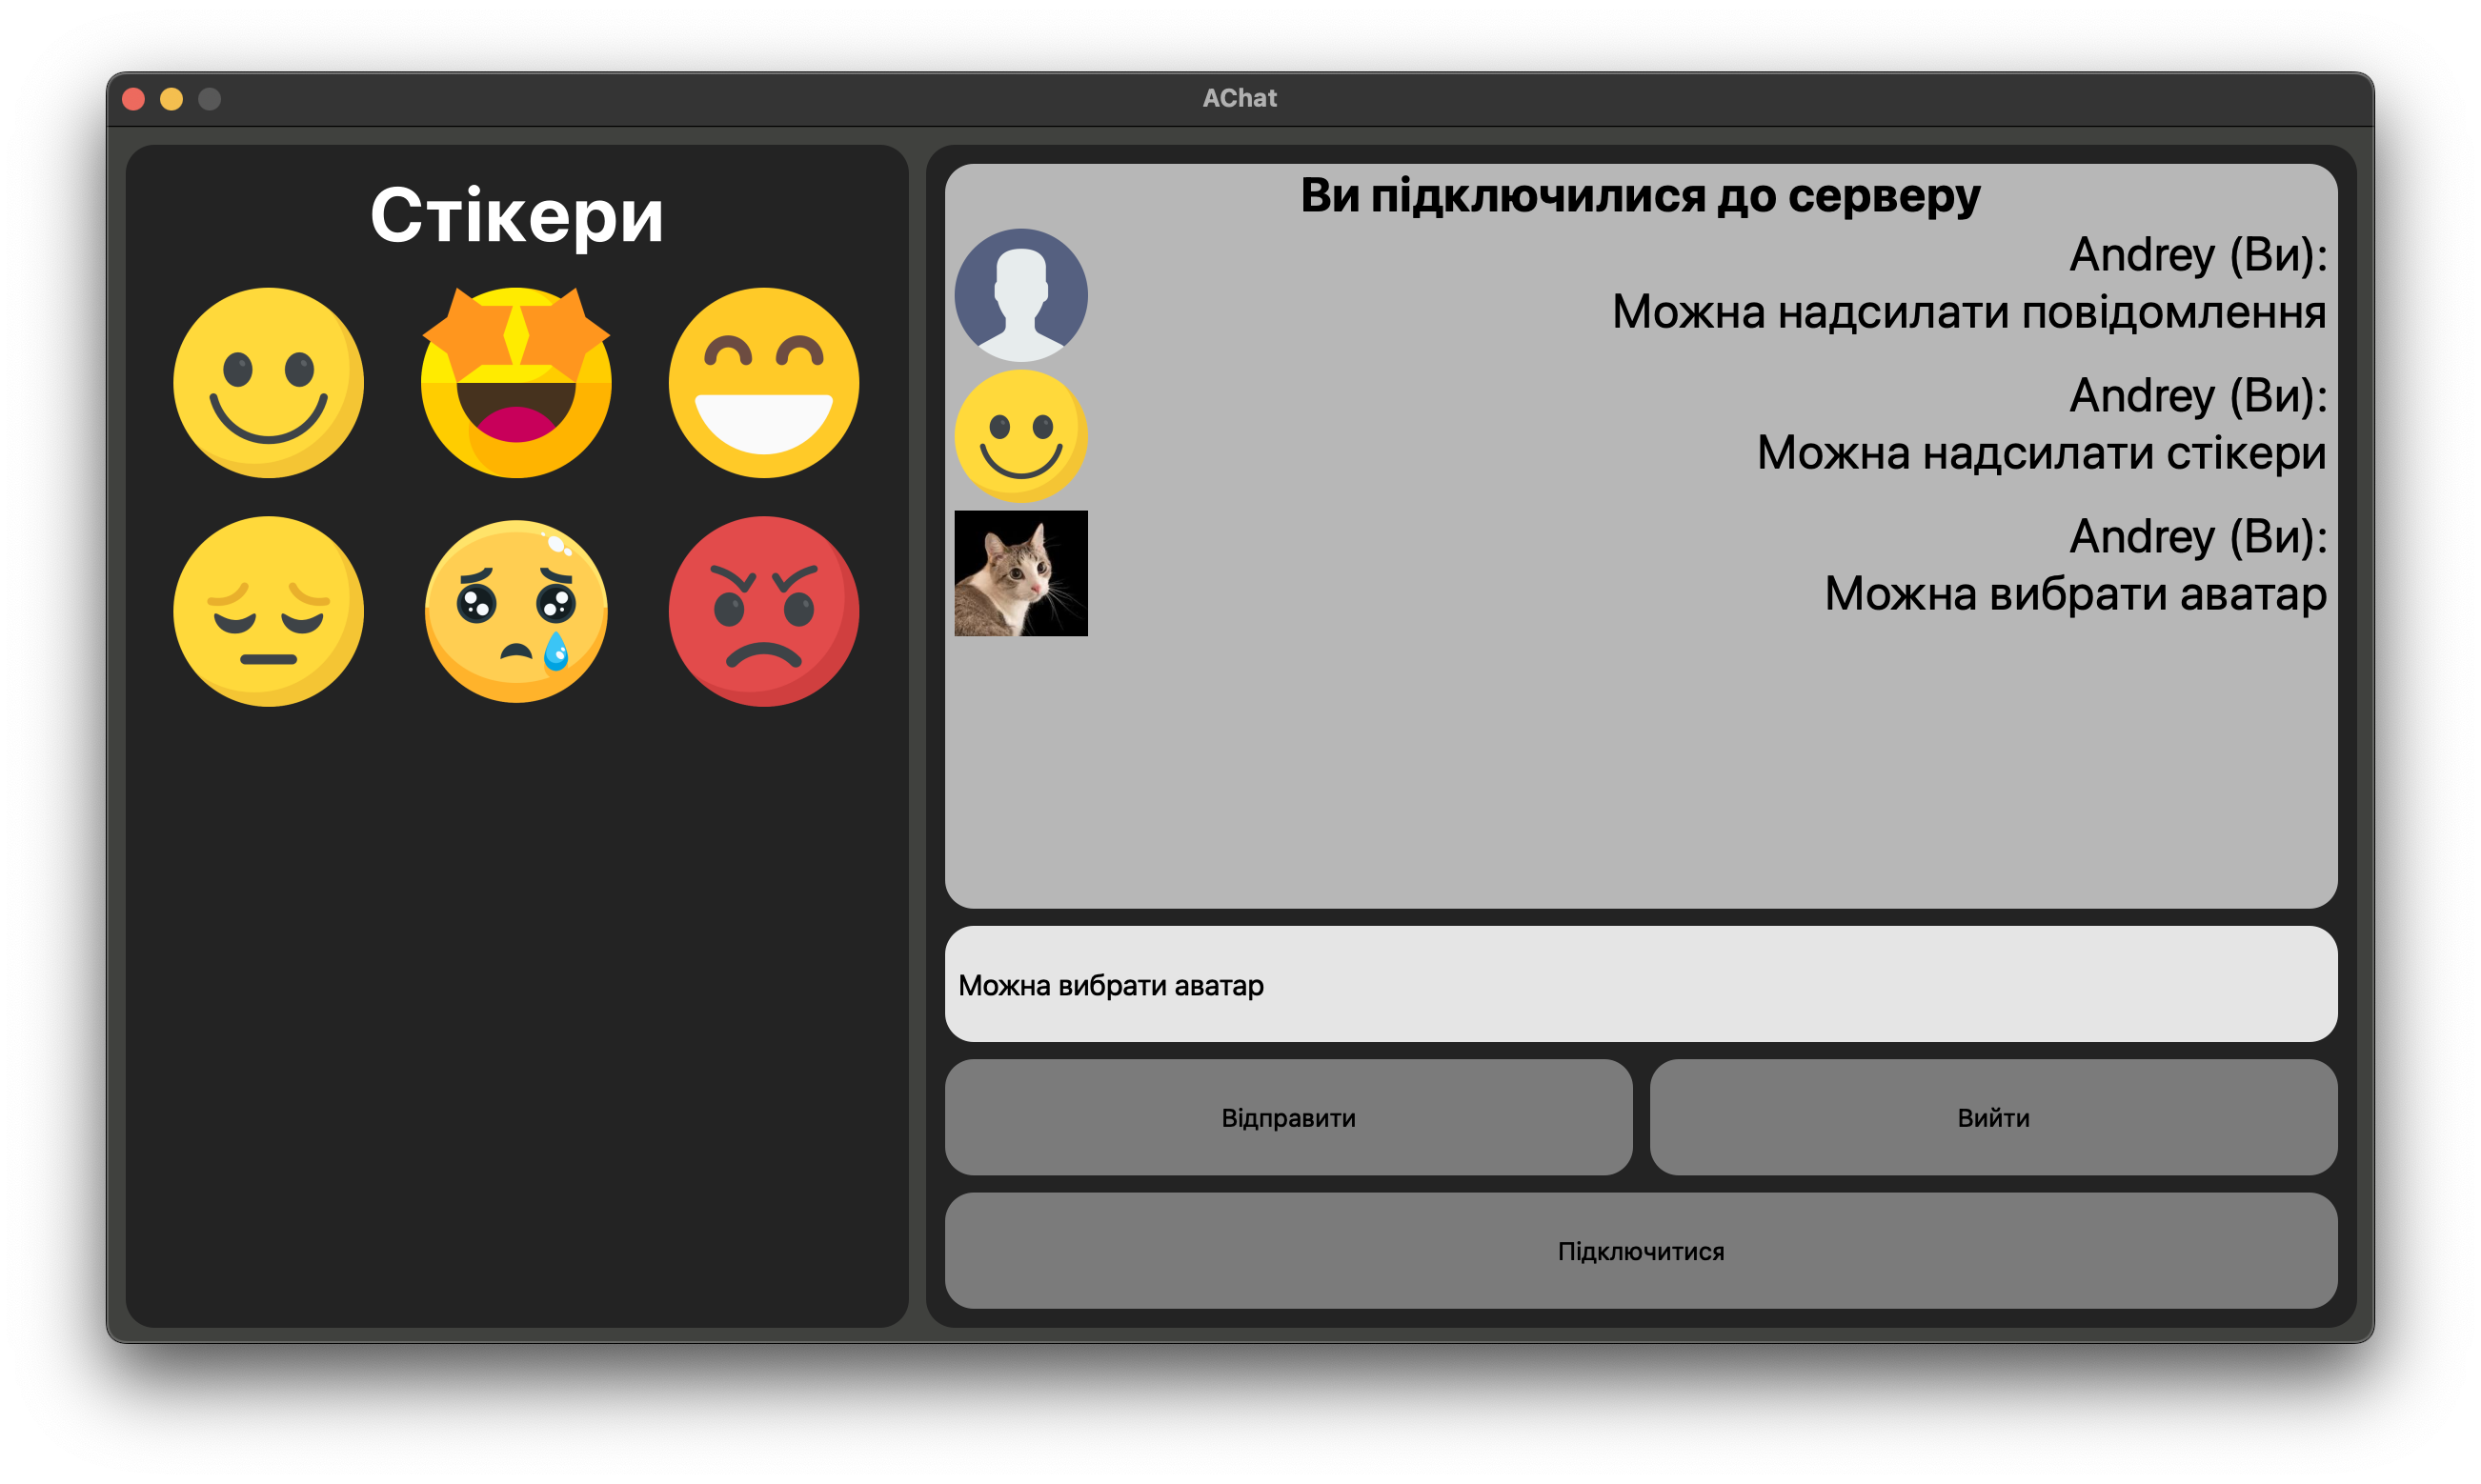 AChat
Стікери
Ви підключилися до серверу
Andrey (Ви):
Можна надсилати повідомлення
Andrey (Ви):
Можна надсилати стікери
Andrey (Ви):
Можна вибрати аватар
Можна вибрати аватар
Відправити
Вийти
Підключитися